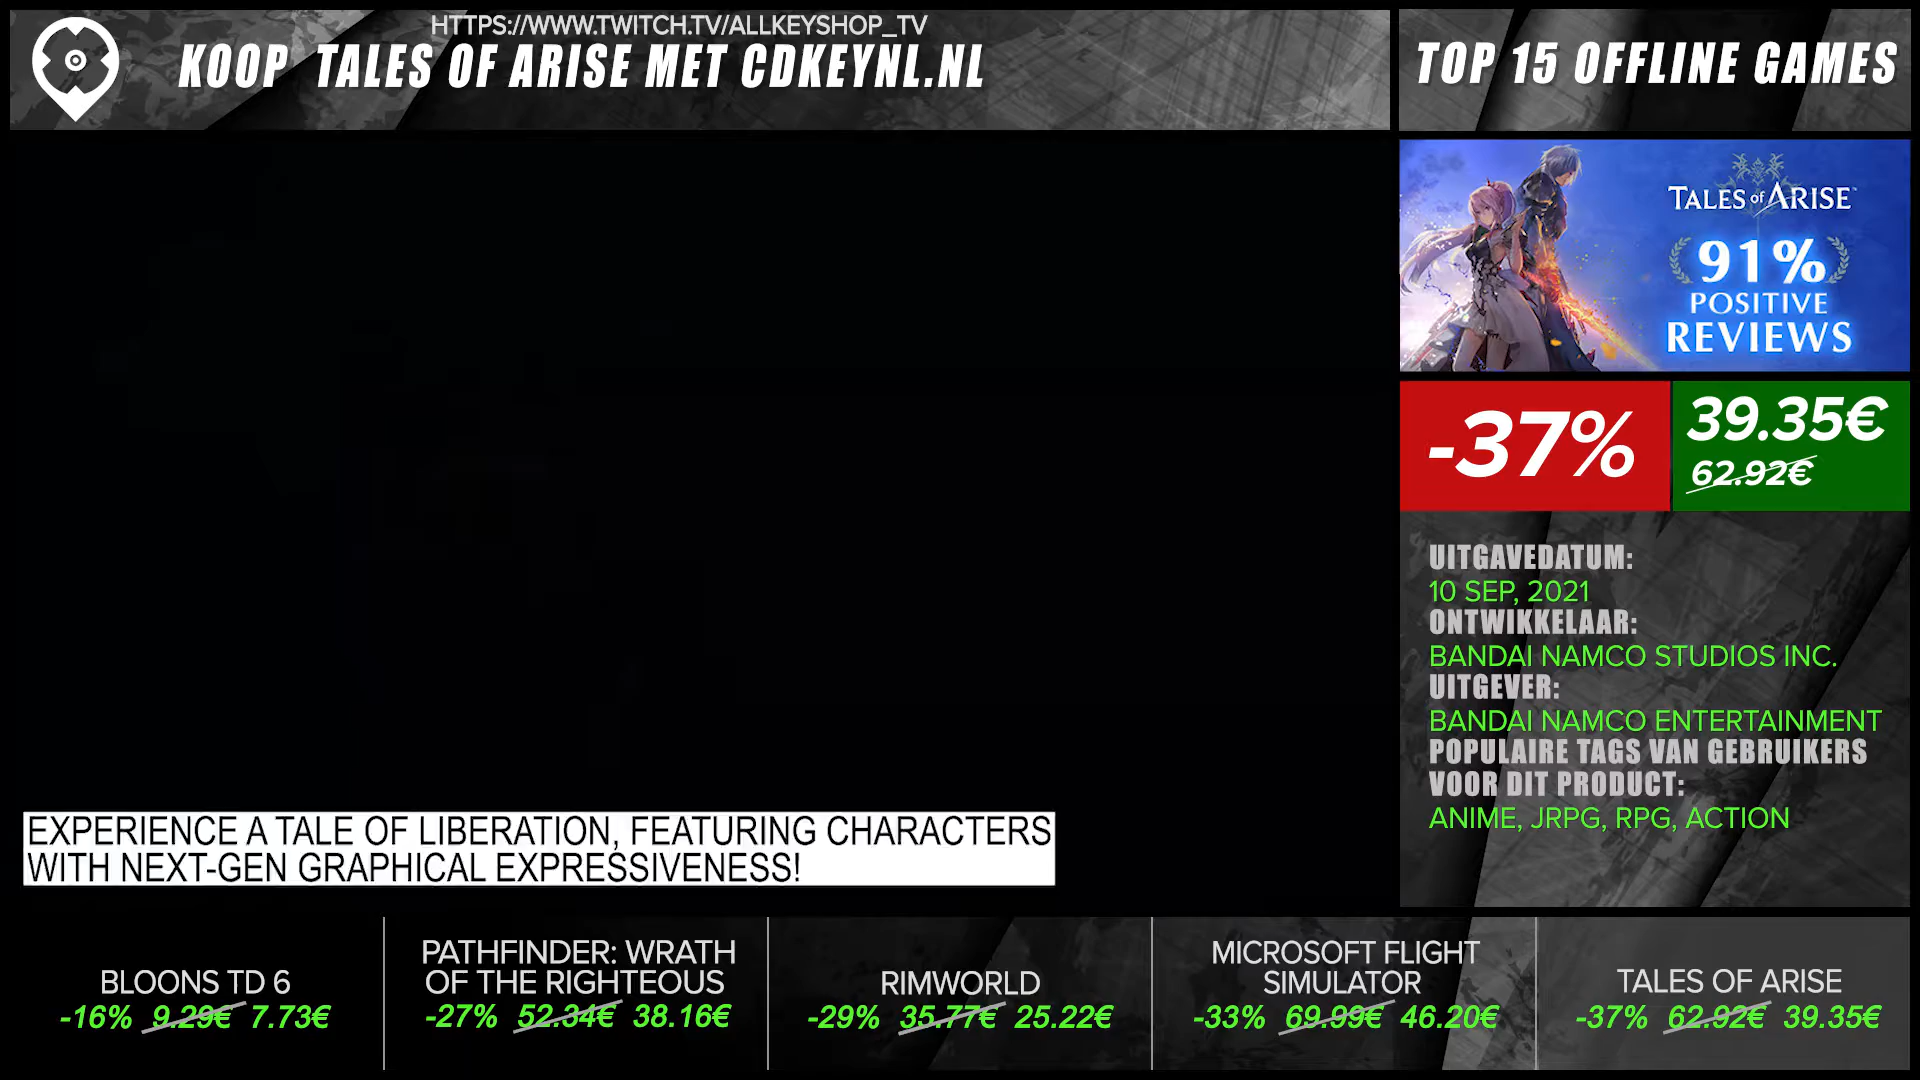 HTTPS://WWW.TWITCH.TV/ALLKEYSHOP_TV
KOOP TALES OF ARISE MET CDKEYNL.NL
TOP 15 OFFLINE GAMES
TALES of ARISE
91%
POSITIVE
REVIEWS
-37%
39.35€
62.92€
UITGAVEDATUM:
10 SEP, 2021
ONTWIKKELAAR:
BANDAI NAMCO STUDIOS INC.
UITGEVER:
BANDAI NAMCO ENTERTAINMENT
POPULAIRE TAGS VAN GEBRUIKERS
VOOR DIT PRODUCT:
ANIME, JRPG, RPG, ACTION
EXPERIENCE A TALE OF LIBERATION, FEATURING CHARACTERS
WITH NEXT-GEN GRAPHICAL EXPRESSIVENESS!
BLOONS TD 6
-16% 9.29€ 7.73€
PATHFINDER: WRATH
OF THE RIGHTEOUS
-27% 52.34€ 38.16€
RIMWORLD
-29% 35.77€ 25.22€
MICROSOFT FLIGHT
SIMULATOR
-33% 69.99€ 46.20€
TALES OF ARISE
-37% 62.92€ 39.35€